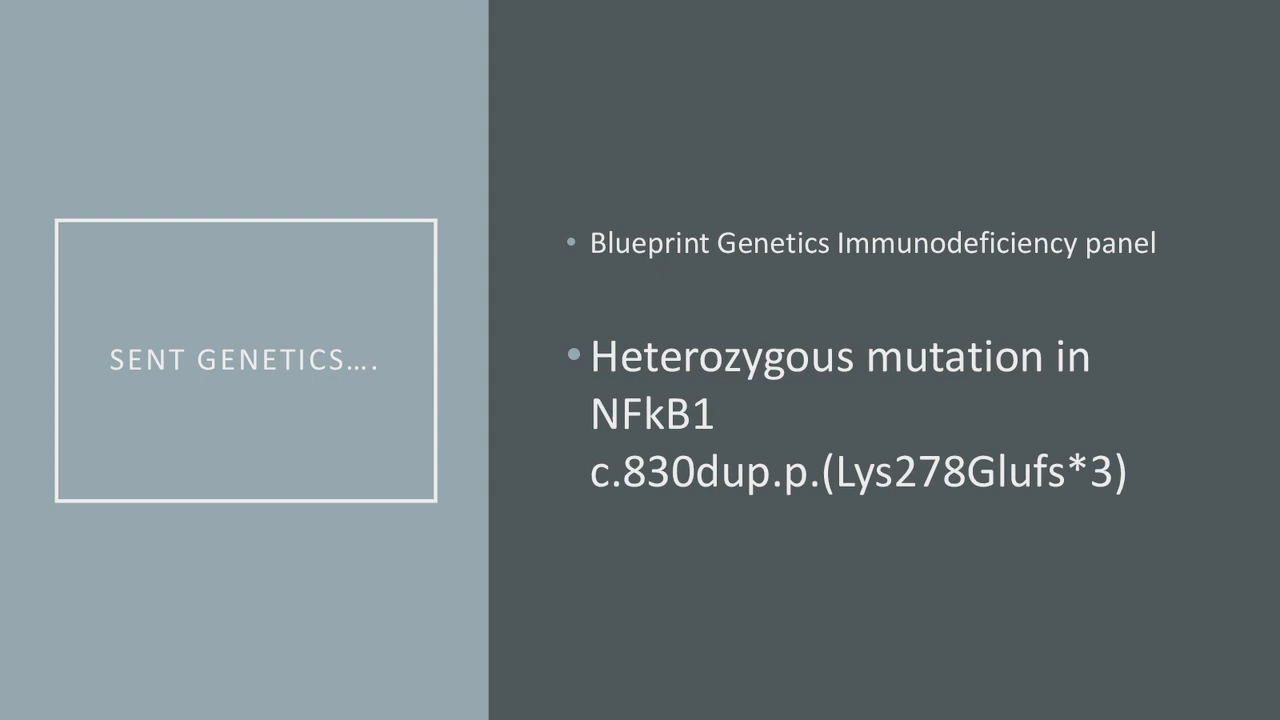 SENT GENETICS....
• Blueprint Genetics Immunodeficiency panel
• Heterozygous mutation in
NFkB1
c.830dup.p.(Lys278Glufs*3)